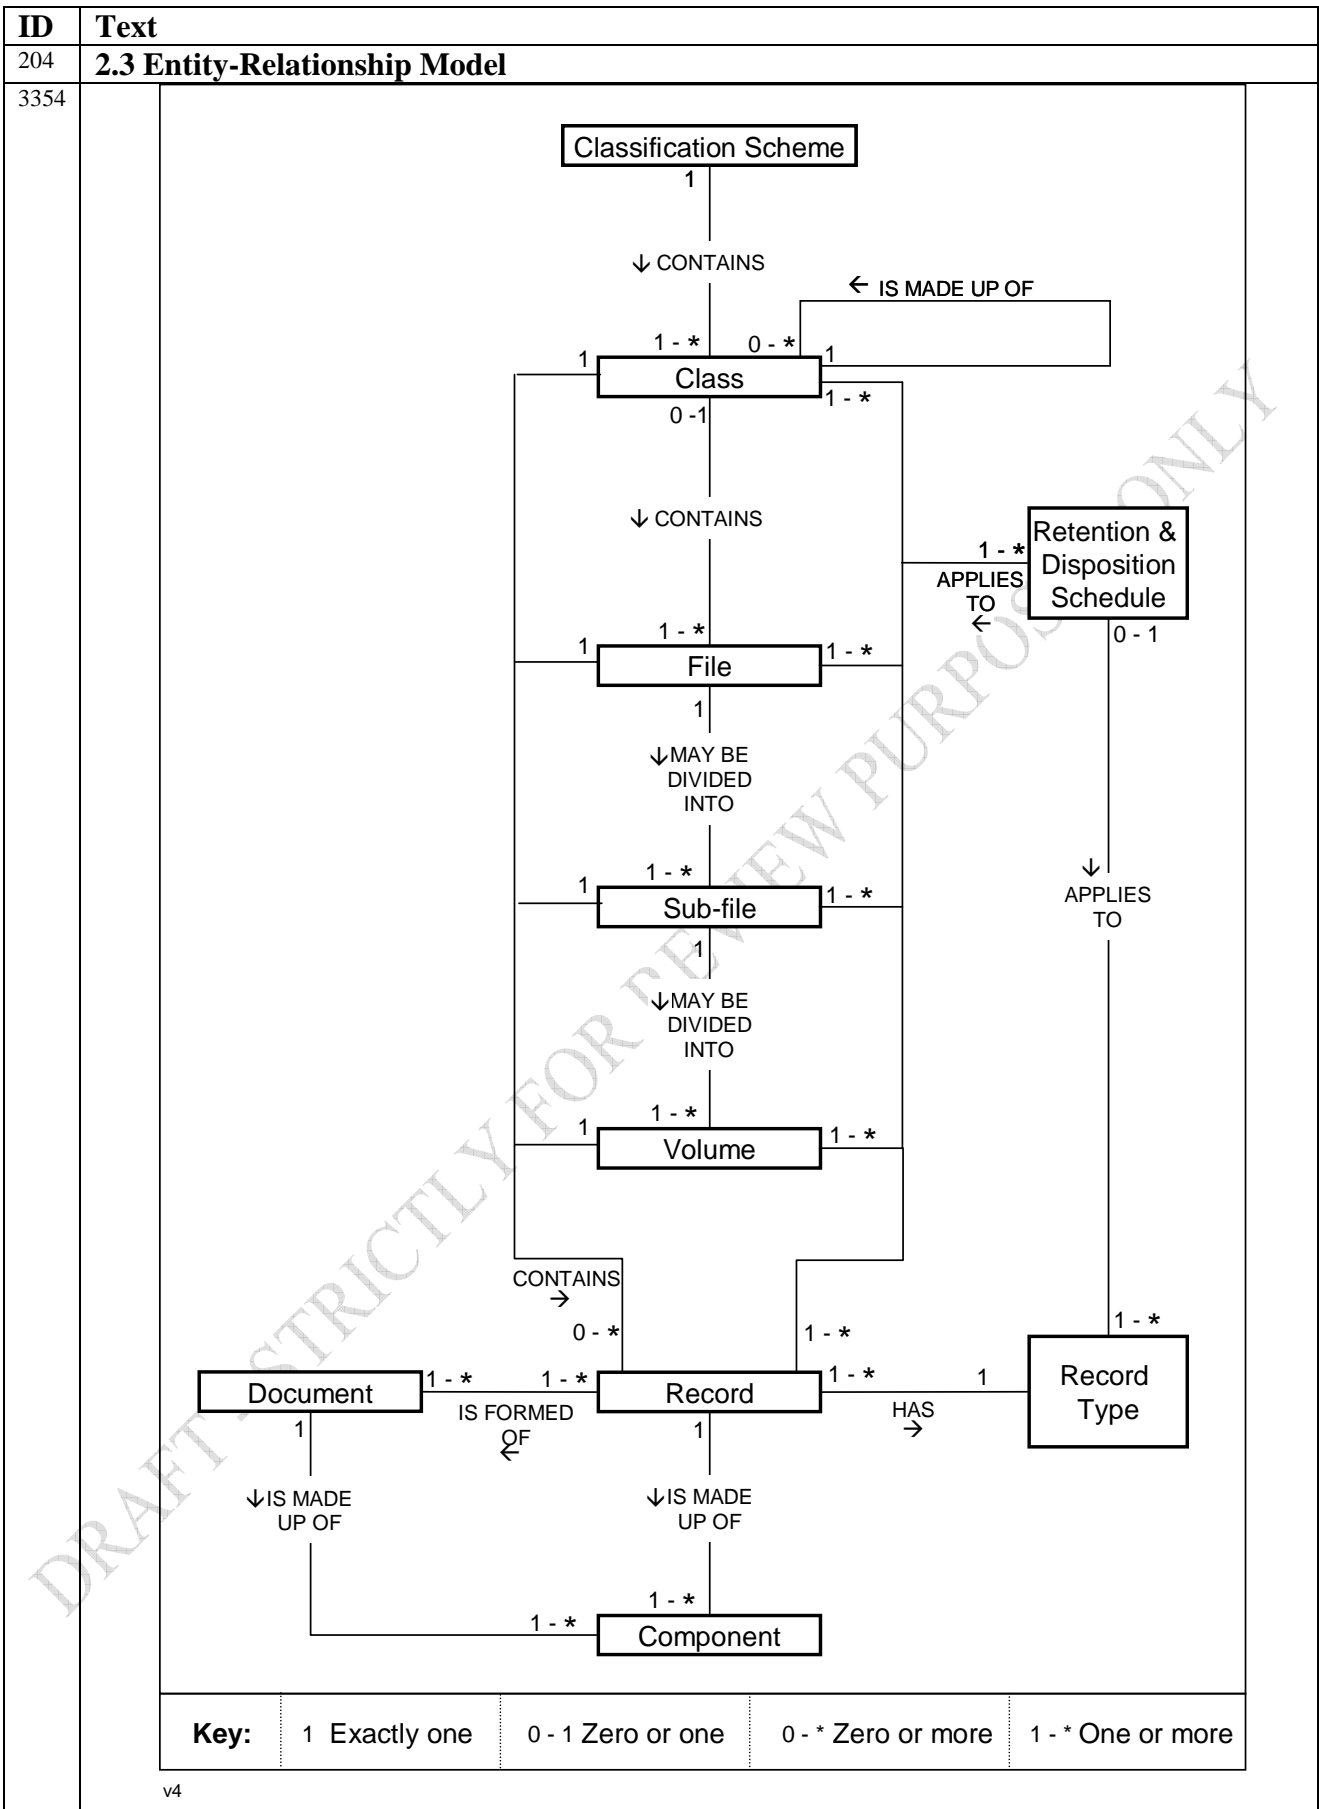 ID Text
204 2.3 Entity-Relationship Model
3354
Classification Scheme
1
↓ CONTAINS
← IS MADE UP OF
1 - * 0 - *
1 1
Class
0 -1 1 - *
↓ CONTAINS
Retention &
Disposition
Schedule
1 - *
APPLIES
TO
←
0 - 1
1 - *
1 1 - *
File
1
↓MAY BE
DIVIDED
INTO
↓
APPLIES
TO
1 - *
1 1 - *
Sub-file
1
↓MAY BE
DIVIDED
INTO
1 - *
1 1 - *
Volume
CONTAINS
→
0 - * 1 - * 1 - *
Document 1 - * 1 - * Record 1 - * 1 Record
Type
IS FORMED
OF
←
HAS
→
1 1
↓IS MADE
UP OF
↓IS MADE
UP OF
1 - *
1 - *
Component
Key: 1 Exactly one 0 - 1 Zero or one 0 - * Zero or more 1 - * One or more
v4
DRAFT - STRICTLY FOR REVIEW PURPOSES ONLY